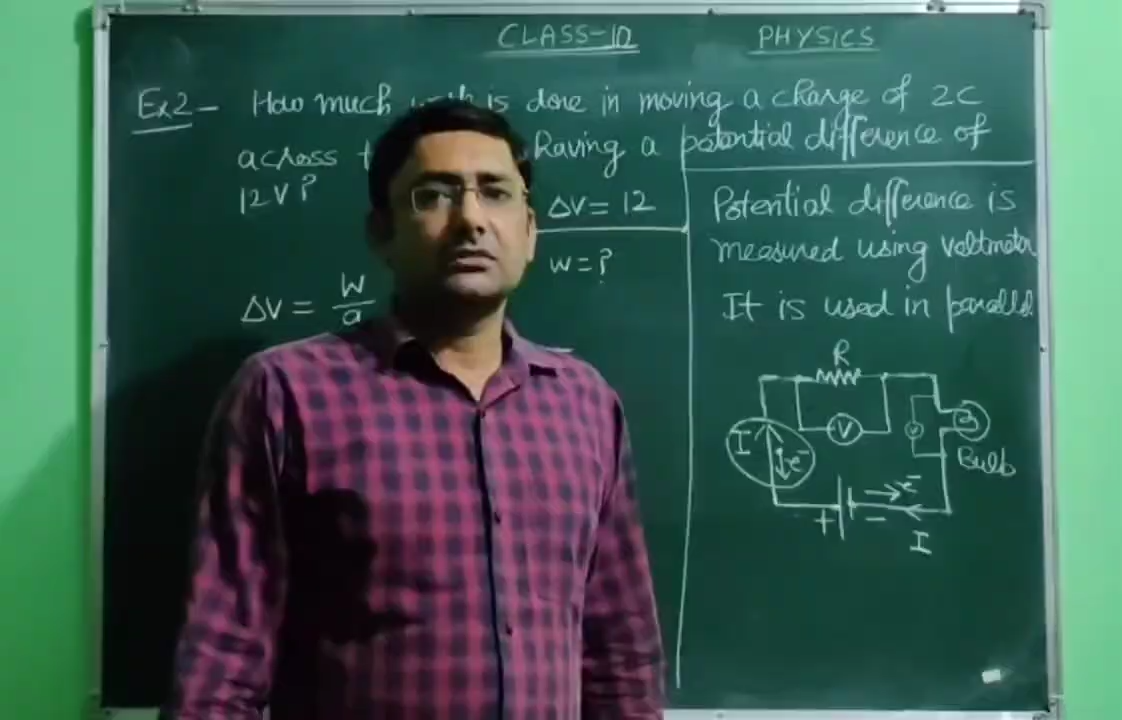 CLASS-10 PHYSICS
Ex2- How much is done in moving a charge of 2C
across having a potential difference of
12V?
ΔV = 12
W = ?
ΔV = W/Q
Potential difference is
measured using voltmeter
It is used in parallel
R
V
I e⁻
V
Bulb
+ − e⁻
I